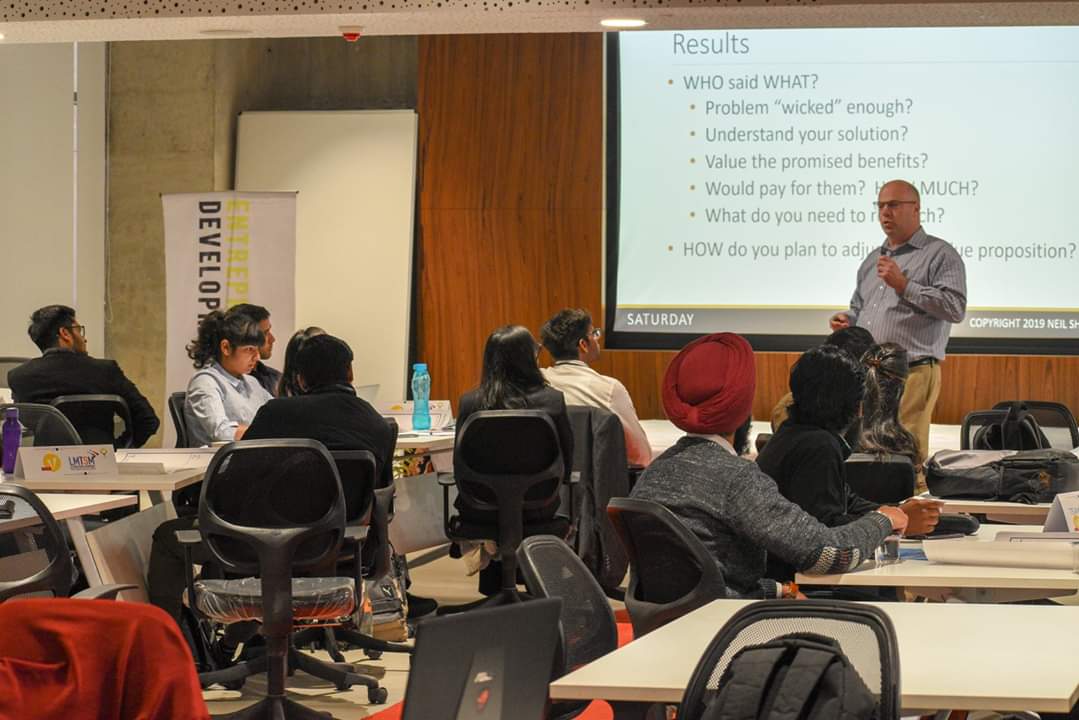 Results
• WHO said WHAT?
• Problem “wicked” enough?
• Understand your solution?
• Value the promised benefits?
• Would pay for them? MUCH?
• What do you need to
• HOW do you plan to proposition?
SATURDAY
COPYRIGHT 2019 NEIL
LMTSM